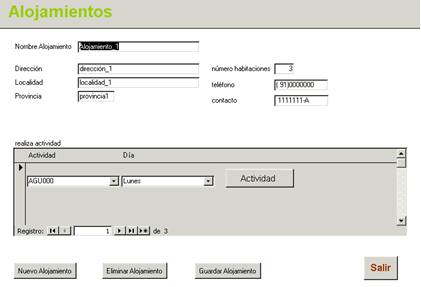 Alojamientos
Nombre Alojamiento Alojamiento_1
Dirección dirección_1 número habitaciones 3
Localidad localidad_1 teléfono ( 91)0000000
Provincia provincia1 contacto 1111111-A
realiza actividad
Actividad Día
AGU000 Lunes Actividad
Registro: 1 de 3
Nuevo Alojamiento Eliminar Alojamiento Guardar Alojamiento Salir